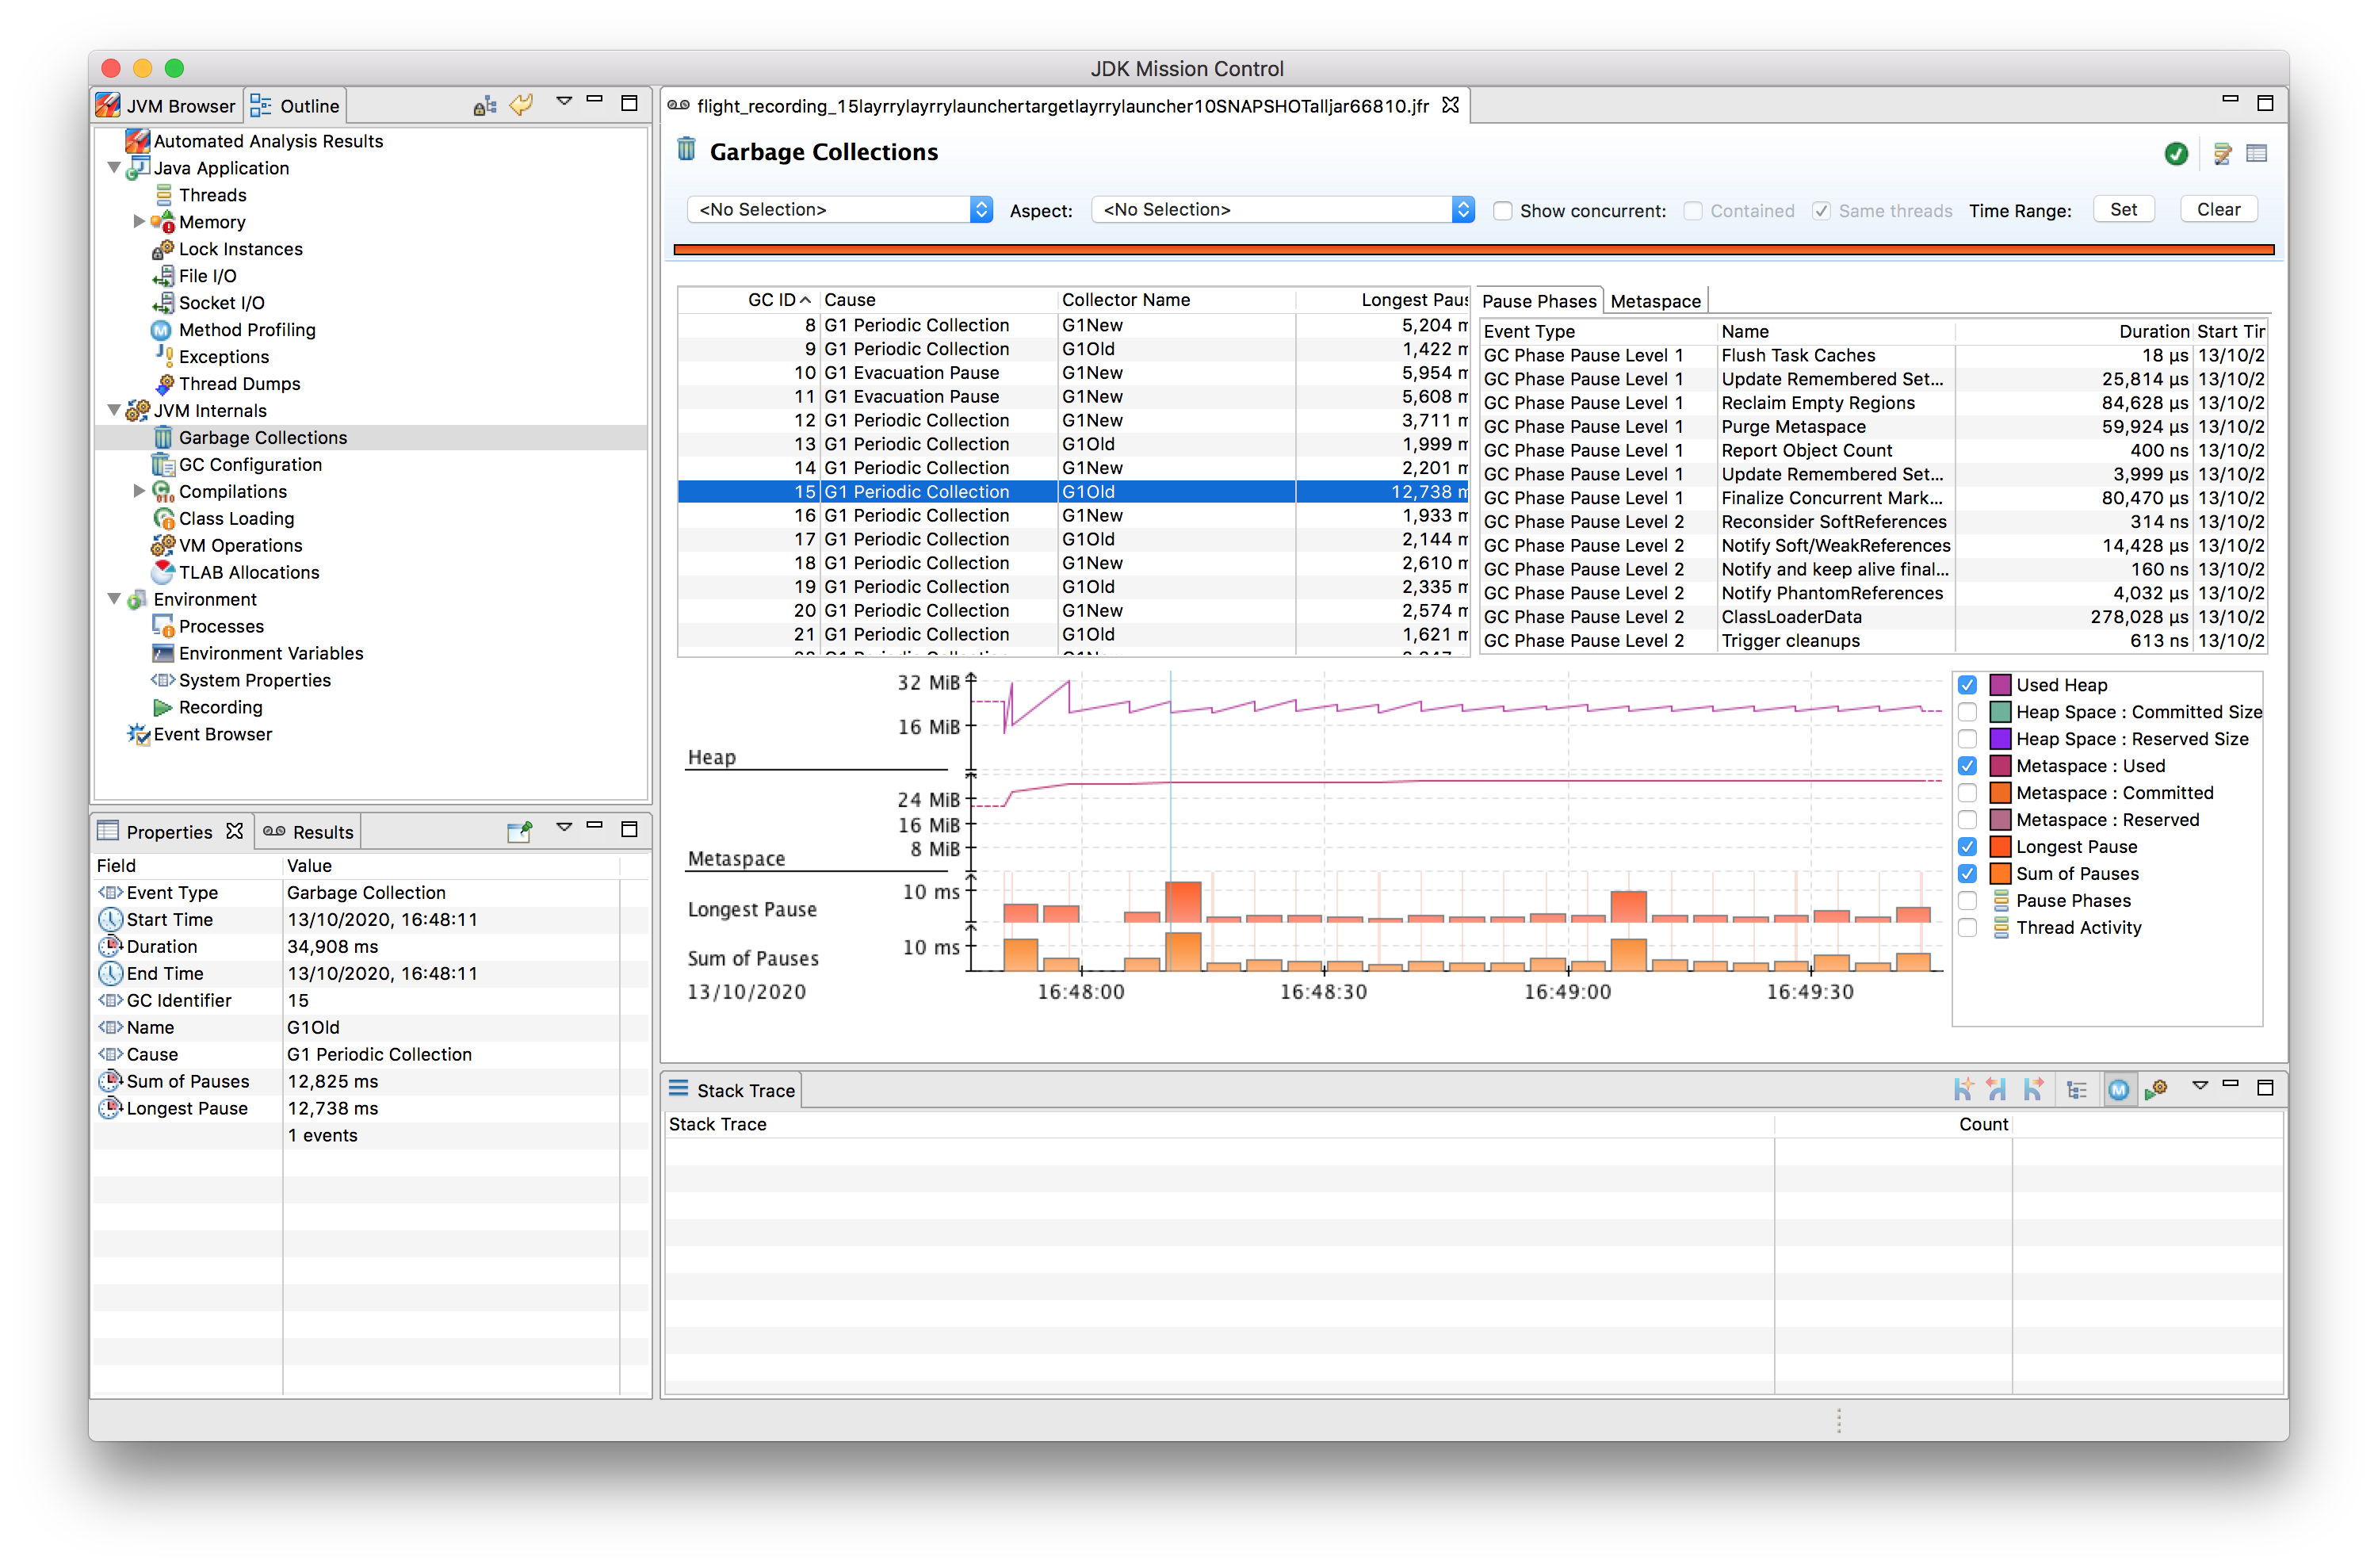 JDK Mission Control
JVM Browser Outline
Automated Analysis Results
Java Application
Threads
Memory
Lock Instances
File I/O
Socket I/O
Method Profiling
Exceptions
Thread Dumps
JVM Internals
Garbage Collections
GC Configuration
Compilations
Class Loading
VM Operations
TLAB Allocations
Environment
Processes
Environment Variables
System Properties
Recording
Event Browser
Properties Results
Field Value
Event Type Garbage Collection
Start Time 13/10/2020, 16:48:11
Duration 34,908 ms
End Time 13/10/2020, 16:48:11
GC Identifier 15
Name G1Old
Cause G1 Periodic Collection
Sum of Pauses 12,825 ms
Longest Pause 12,738 ms
1 events
flight_recording_15layrrylayrrylaunchertargetlayrrylauncher10SNAPSHOTalljar66810.jfr
Garbage Collections
<No Selection> Aspect: <No Selection> Show concurrent: Contained Same threads Time Range: Set Clear
GC ID Cause Collector Name Longest Paus
8 G1 Periodic Collection G1New 5,204 m
9 G1 Periodic Collection G1Old 1,422 m
10 G1 Evacuation Pause G1New 5,954 m
11 G1 Evacuation Pause G1New 5,608 m
12 G1 Periodic Collection G1New 3,711 m
13 G1 Periodic Collection G1Old 1,999 m
14 G1 Periodic Collection G1New 2,201 m
15 G1 Periodic Collection G1Old 12,738 m
16 G1 Periodic Collection G1New 1,933 m
17 G1 Periodic Collection G1Old 2,144 m
18 G1 Periodic Collection G1New 2,610 m
19 G1 Periodic Collection G1Old 2,335 m
20 G1 Periodic Collection G1New 2,574 m
21 G1 Periodic Collection G1Old 1,621 m
Pause Phases Metaspace
Event Type Name Duration Start Tir
GC Phase Pause Level 1 Flush Task Caches 18 µs 13/10/2
GC Phase Pause Level 1 Update Remembered Set... 25,814 µs 13/10/2
GC Phase Pause Level 1 Reclaim Empty Regions 84,628 µs 13/10/2
GC Phase Pause Level 1 Purge Metaspace 59,924 µs 13/10/2
GC Phase Pause Level 1 Report Object Count 400 ns 13/10/2
GC Phase Pause Level 1 Update Remembered Set... 3,999 µs 13/10/2
GC Phase Pause Level 1 Finalize Concurrent Mark... 80,470 µs 13/10/2
GC Phase Pause Level 2 Reconsider SoftReferences 314 ns 13/10/2
GC Phase Pause Level 2 Notify Soft/WeakReferences 14,428 µs 13/10/2
GC Phase Pause Level 2 Notify and keep alive final... 160 ns 13/10/2
GC Phase Pause Level 2 Notify PhantomReferences 4,032 µs 13/10/2
GC Phase Pause Level 2 ClassLoaderData 278,028 µs 13/10/2
GC Phase Pause Level 2 Trigger cleanups 613 ns 13/10/2
32 MiB
16 MiB
Heap
24 MiB
16 MiB
8 MiB
Metaspace
10 ms
Longest Pause
10 ms
Sum of Pauses
13/10/2020 16:48:00 16:48:30 16:49:00 16:49:30
Used Heap
Heap Space : Committed Size
Heap Space : Reserved Size
Metaspace : Used
Metaspace : Committed
Metaspace : Reserved
Longest Pause
Sum of Pauses
Pause Phases
Thread Activity
Stack Trace
Stack Trace Count